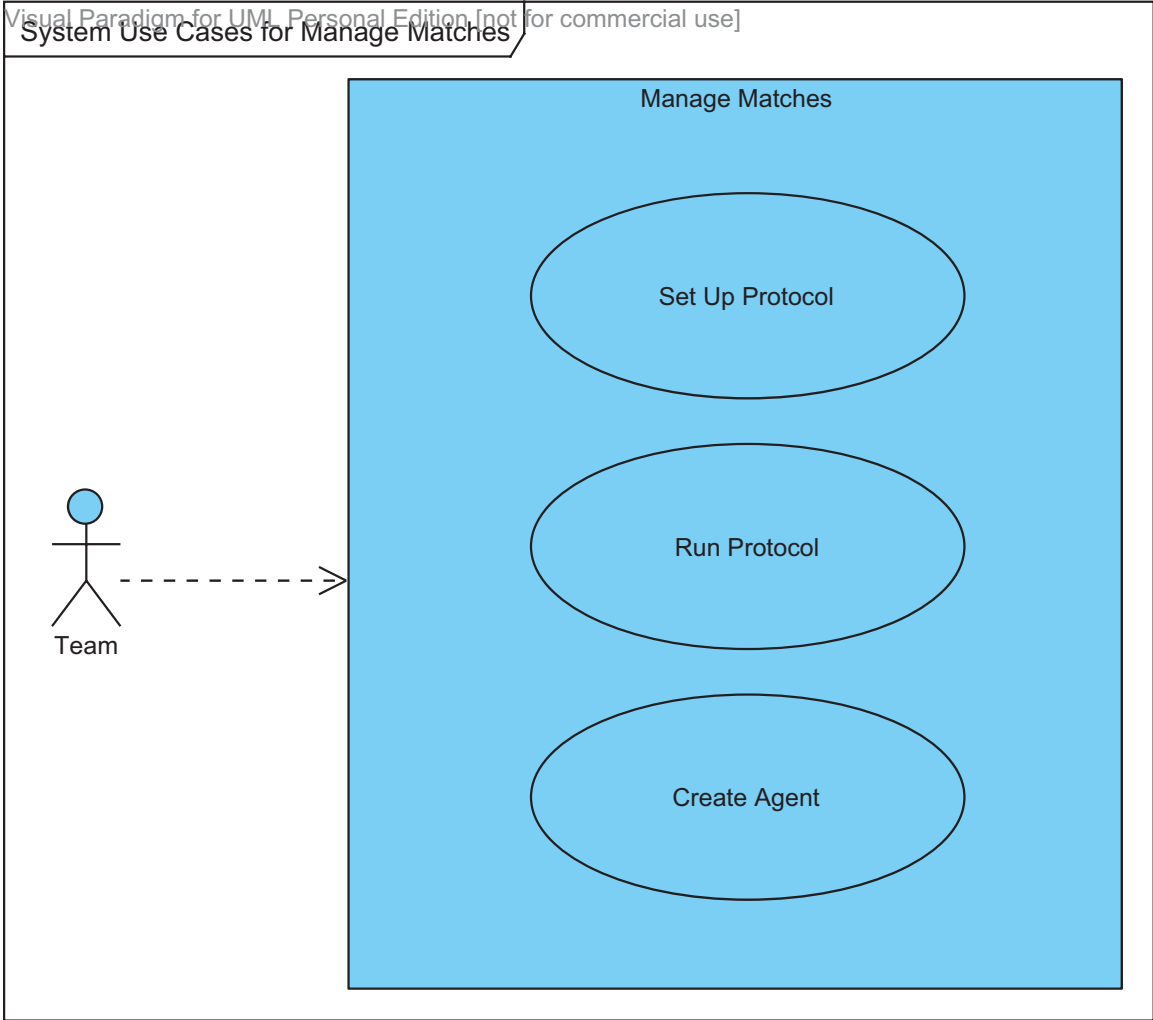 Visual Paradigm for UML Personal Edition [not for commercial use]
System Use Cases for Manage Matches
Manage Matches
Set Up Protocol
Run Protocol
Team
Create Agent